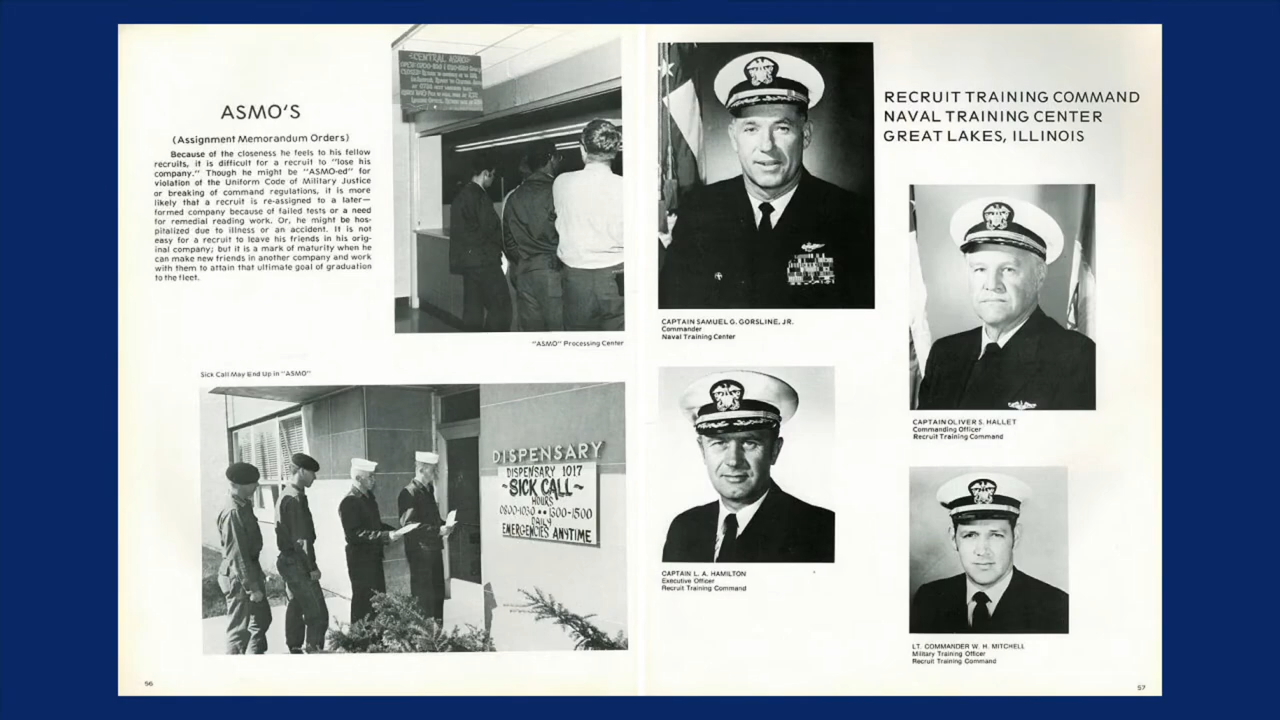 ASMO'S
(Assignment Memorandum Orders)
Because of the closeness he feels to his fellow
recruits, it is difficult for a recruit to "lose his
company." Though he might be "ASMO-ed" for
violation of the Uniform Code of Military Justice
or breaking of command regulations, it is more
likely that a recruit is re-assigned to a later—
formed company because of failed tests or a need
for remedial reading work. Or, he might be hos-
pitalized due to illness or an accident. It is not
easy for a recruit to leave his friends in his orig-
inal company; but it is a mark of maturity when he
can make new friends in another company and work
with them to attain that ultimate goal of graduation
to the fleet.
CENTRAL ASMO
"ASMO" Processing Center
Sick Call May End Up in "ASMO"
DISPENSARY
DISPENSARY 1017
~SICK CALL~
HOURS
0800-1030 •• 1300-1500
DAILY
EMERGENCIES ANYTIME
56
RECRUIT TRAINING COMMAND
NAVAL TRAINING CENTER
GREAT LAKES, ILLINOIS
CAPTAIN SAMUEL G. GORSLINE, JR.
Commander
Naval Training Center
CAPTAIN OLIVER S. HALLET
Commanding Officer
Recruit Training Command
CAPTAIN L. A. HAMILTON
Executive Officer
Recruit Training Command
LT. COMMANDER W. H. MITCHELL
Military Training Officer
Recruit Training Command
57